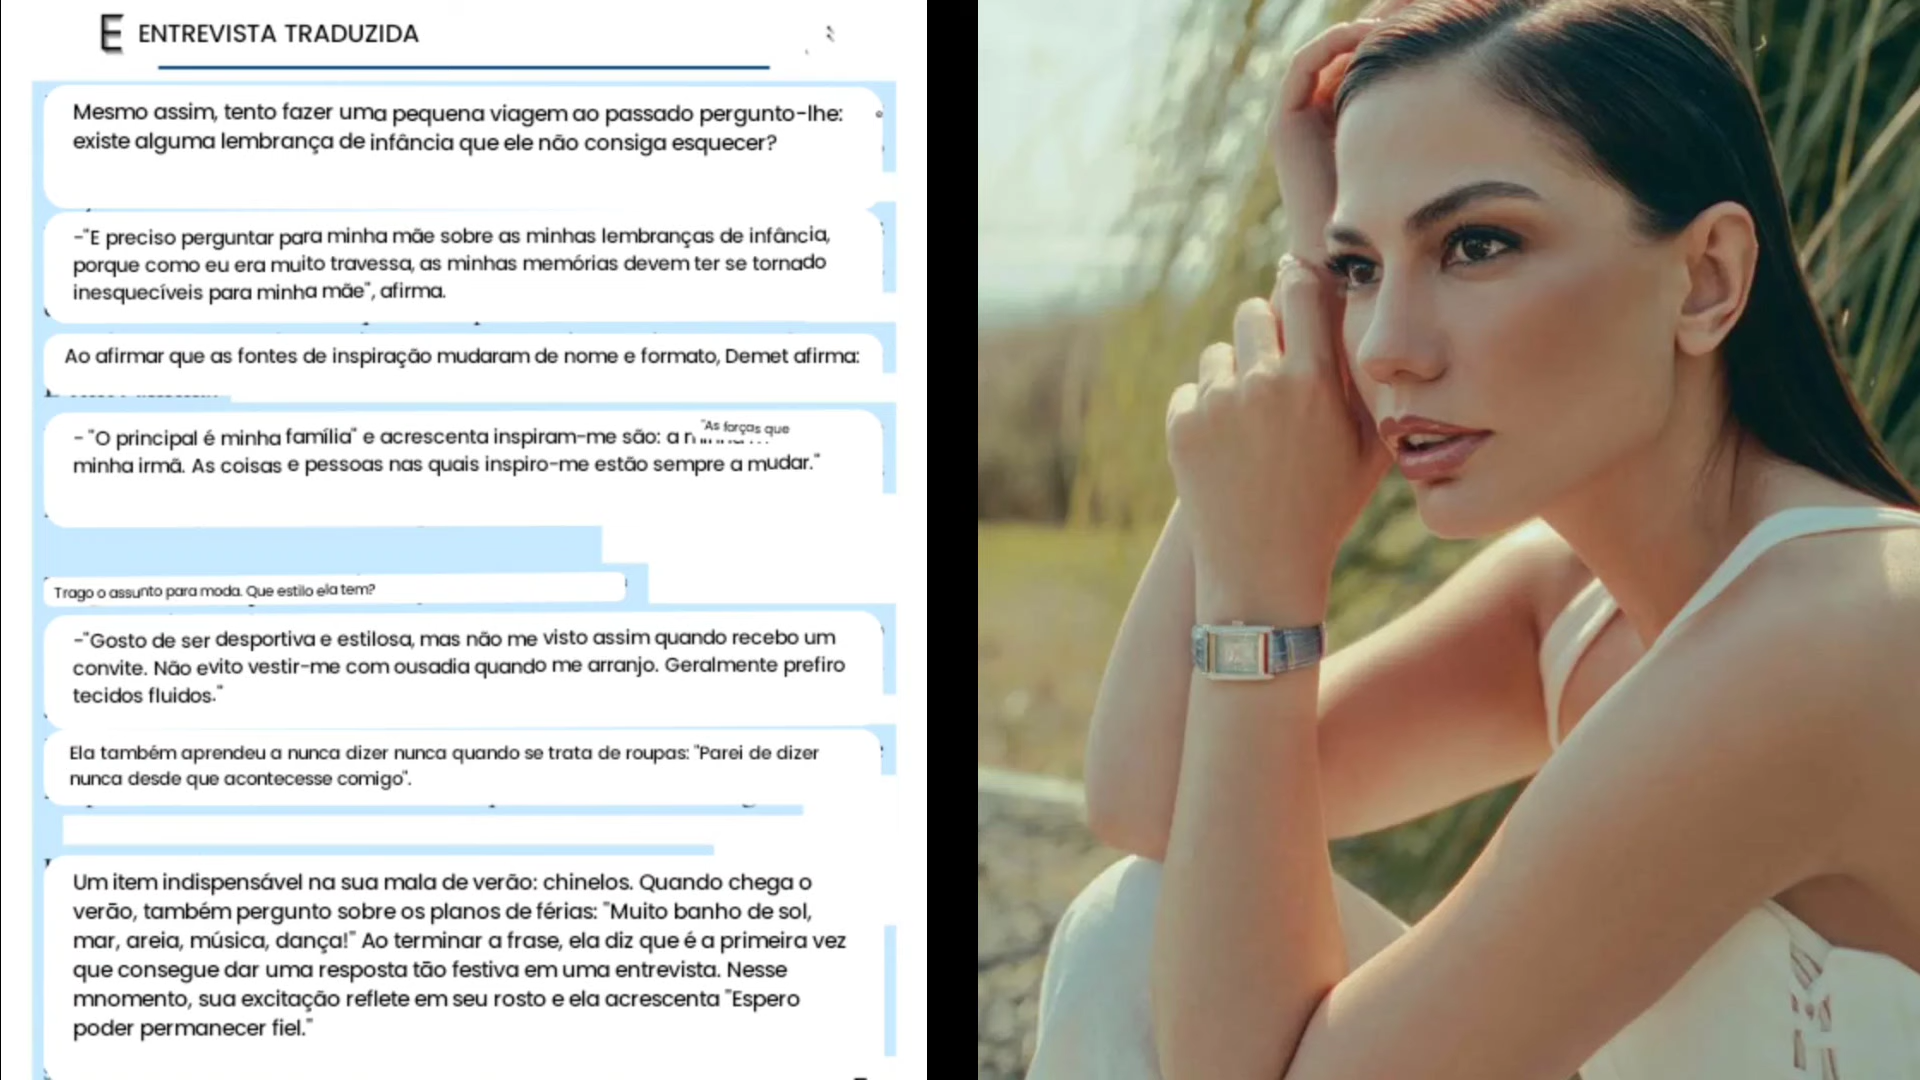 E ENTREVISTA TRADUZIDA
Mesmo assim, tento fazer uma pequena viagem ao passado pergunto-lhe:
existe alguma lembrança de infância que ele não consiga esquecer?
-"E preciso perguntar para minha mãe sobre as minhas lembranças de infância,
porque como eu era muito travessa, as minhas memórias devem ter se tornado
inesquecíveis para minha mãe", afirma.
Ao afirmar que as fontes de inspiração mudaram de nome e formato, Demet afirma:
"As forças que
- "O principal é minha família" e acrescenta inspiram-me são: a
minha irmã. As coisas e pessoas nas quais inspiro-me estão sempre a mudar."
Trago o assunto para moda. Que estilo ela tem?
-"Gosto de ser desportiva e estilosa, mas não me visto assim quando recebo um
convite. Não evito vestir-me com ousadia quando me arranjo. Geralmente prefiro
tecidos fluidos."
Ela também aprendeu a nunca dizer nunca quando se trata de roupas: "Parei de dizer
nunca desde que acontecesse comigo".
Um item indispensável na sua mala de verão: chinelos. Quando chega o
verão, também pergunto sobre os planos de férias: "Muito banho de sol,
mar, areia, música, dança!" Ao terminar a frase, ela diz que é a primeira vez
que consegue dar uma resposta tão festiva em uma entrevista. Nesse
mnomento, sua excitação reflete em seu rosto e ela acrescenta "Espero
poder permanecer fiel."